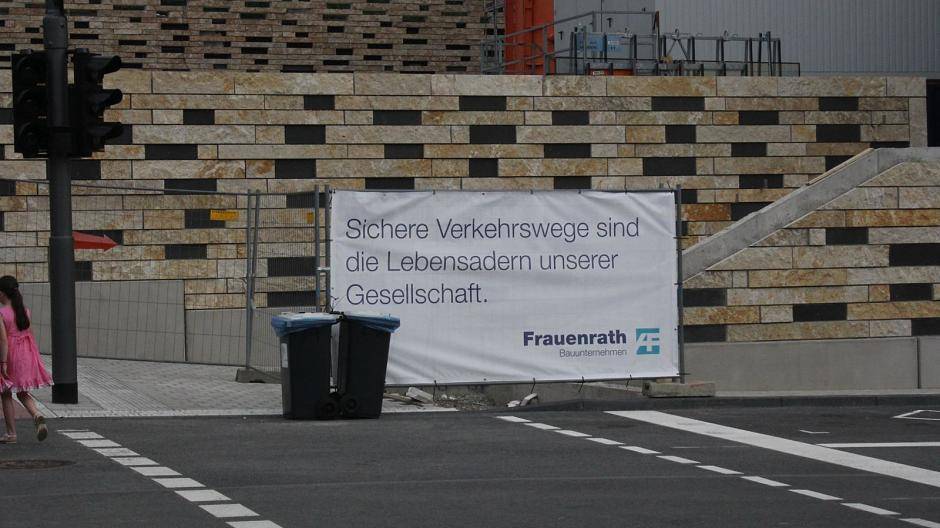 Sichere Verkehrswege sind
die Lebensadern unserer
Gesellschaft.
Frauenrath
Bauunternehmen